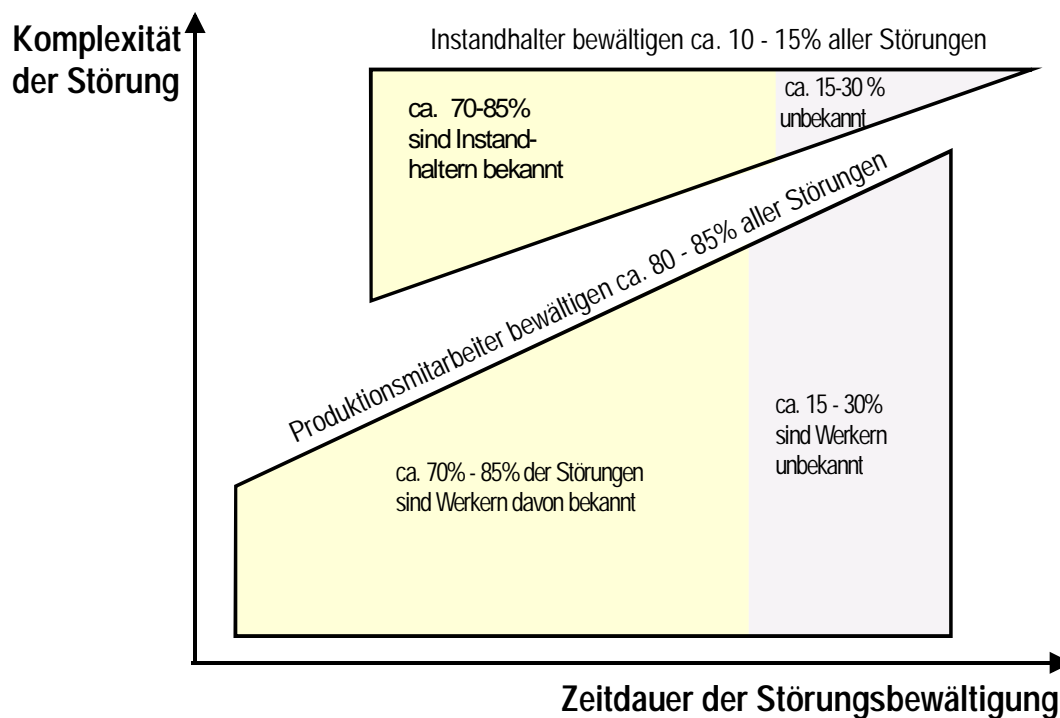 Komplexität
der Störung
Instandhalter bewältigen ca. 10 - 15% aller Störungen
ca. 70-85%
sind Instand-
haltern bekannt
ca. 15-30 %
unbekannt
Produktionsmitarbeiter bewältigen ca. 80 - 85% aller Störungen
ca. 70% - 85% der Störungen
sind Werkern davon bekannt
ca. 15 - 30%
sind Werkern
unbekannt
Zeitdauer der Störungsbewältigung